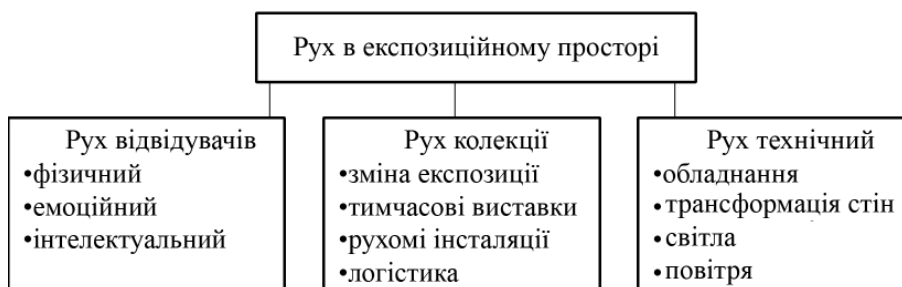 Рух в експозиційному просторі
Рух відвідувачів
•фізичний
•емоційний
•інтелектуальний
Рух колекції
•зміна експозиції
•тимчасові виставки
•рухомі інсталяції
•логістика
Рух технічний
•обладнання
•трансформація стін
•світла
•повітря